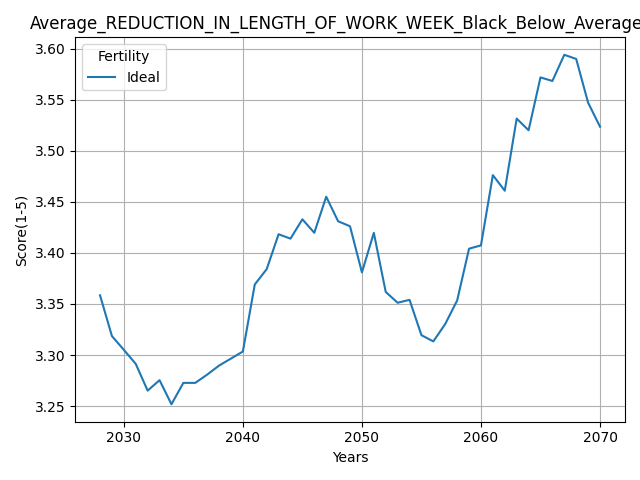 Average_REDUCTION_IN_LENGTH_OF_WORK_WEEK_Black_Below_Average
Fertility
Ideal
Score(1-5)
3.60
3.55
3.50
3.45
3.40
3.35
3.30
3.25
2030 2040 2050 2060 2070
Years